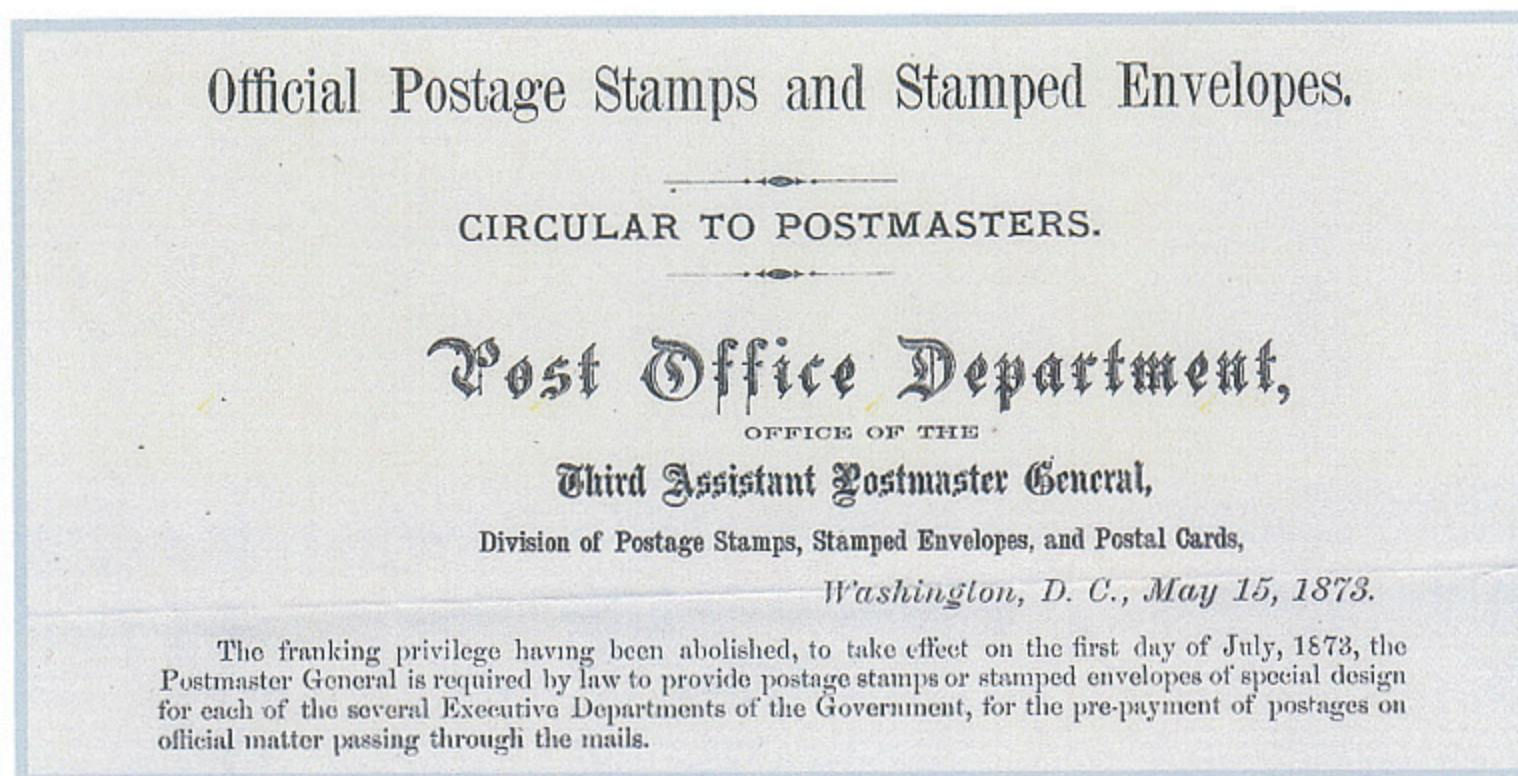 Official Postage Stamps and Stamped Envelopes.
CIRCULAR TO POSTMASTERS.
Post Office Department,
OFFICE OF THE
Third Assistant Postmaster General,
Division of Postage Stamps, Stamped Envelopes, and Postal Cards,
Washington, D. C., May 15, 1873.
The franking privilege having been abolished, to take effect on the first day of July, 1873, the
Postmaster General is required by law to provide postage stamps or stamped envelopes of special design
for each of the several Executive Departments of the Government, for the pre-payment of postages on
official matter passing through the mails.